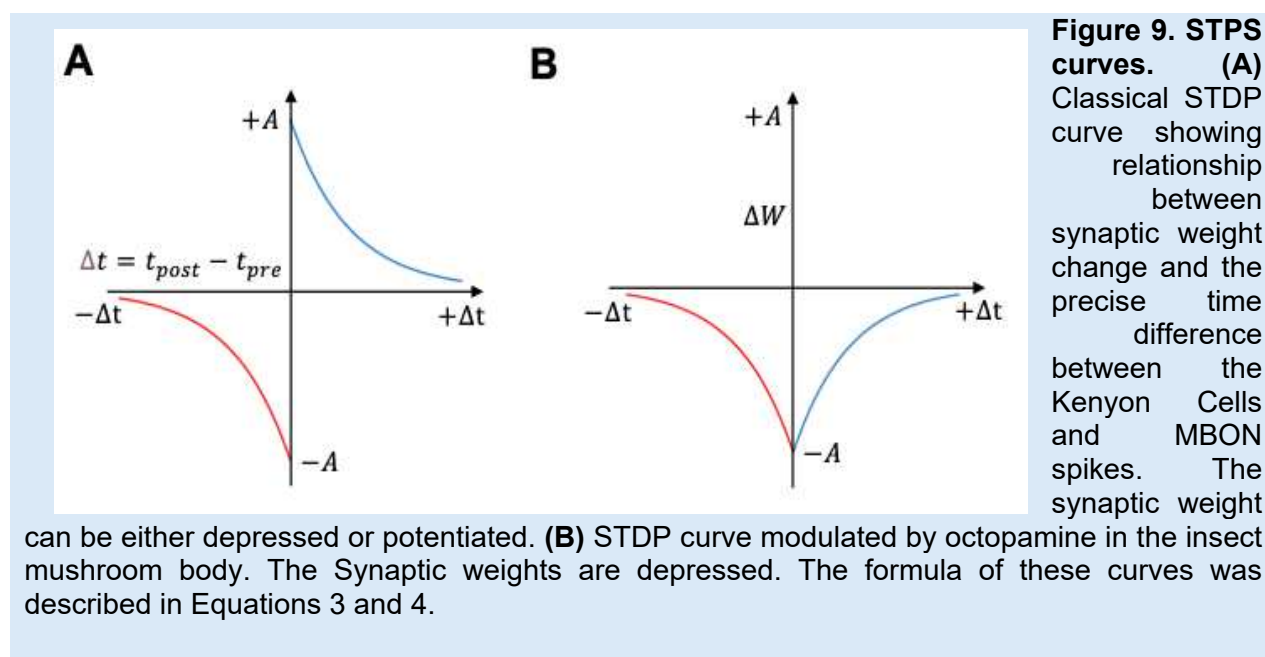 A
B
+A
+A
ΔW
Δt = t_post − t_pre
−Δt
+Δt
−A
−Δt
+Δt
−A
Figure 9. STPS
curves. (A)
Classical STDP
curve showing
relationship
between
synaptic weight
change and the
precise time
difference
between the
Kenyon Cells
and MBON
spikes. The
synaptic weight
can be either depressed or potentiated. (B) STDP curve modulated by octopamine in the insect
mushroom body. The Synaptic weights are depressed. The formula of these curves was
described in Equations 3 and 4.